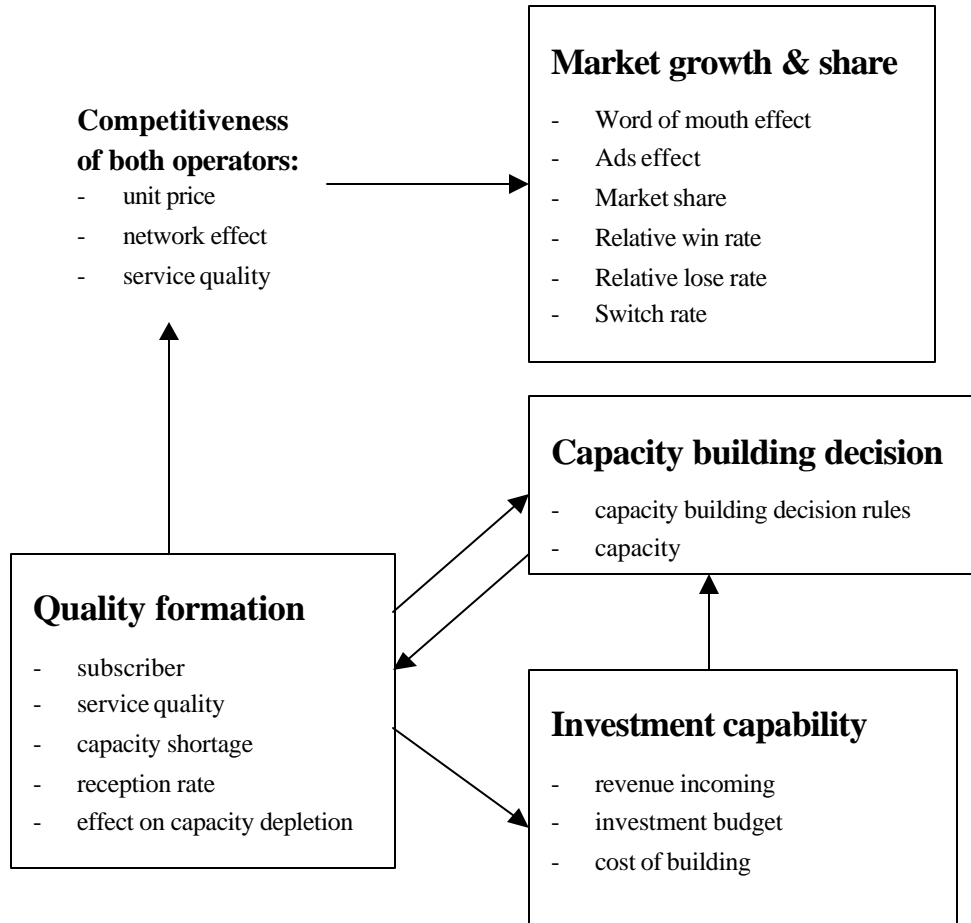 Market growth & share
- Word of mouth effect
- Ads effect
- Market share
- Relative win rate
- Relative lose rate
- Switch rate
Competitiveness
of both operators:
- unit price
- network effect
- service quality
Capacity building decision
- capacity building decision rules
- capacity
Quality formation
- subscriber
- service quality
- capacity shortage
- reception rate
- effect on capacity depletion
Investment capability
- revenue incoming
- investment budget
- cost of building